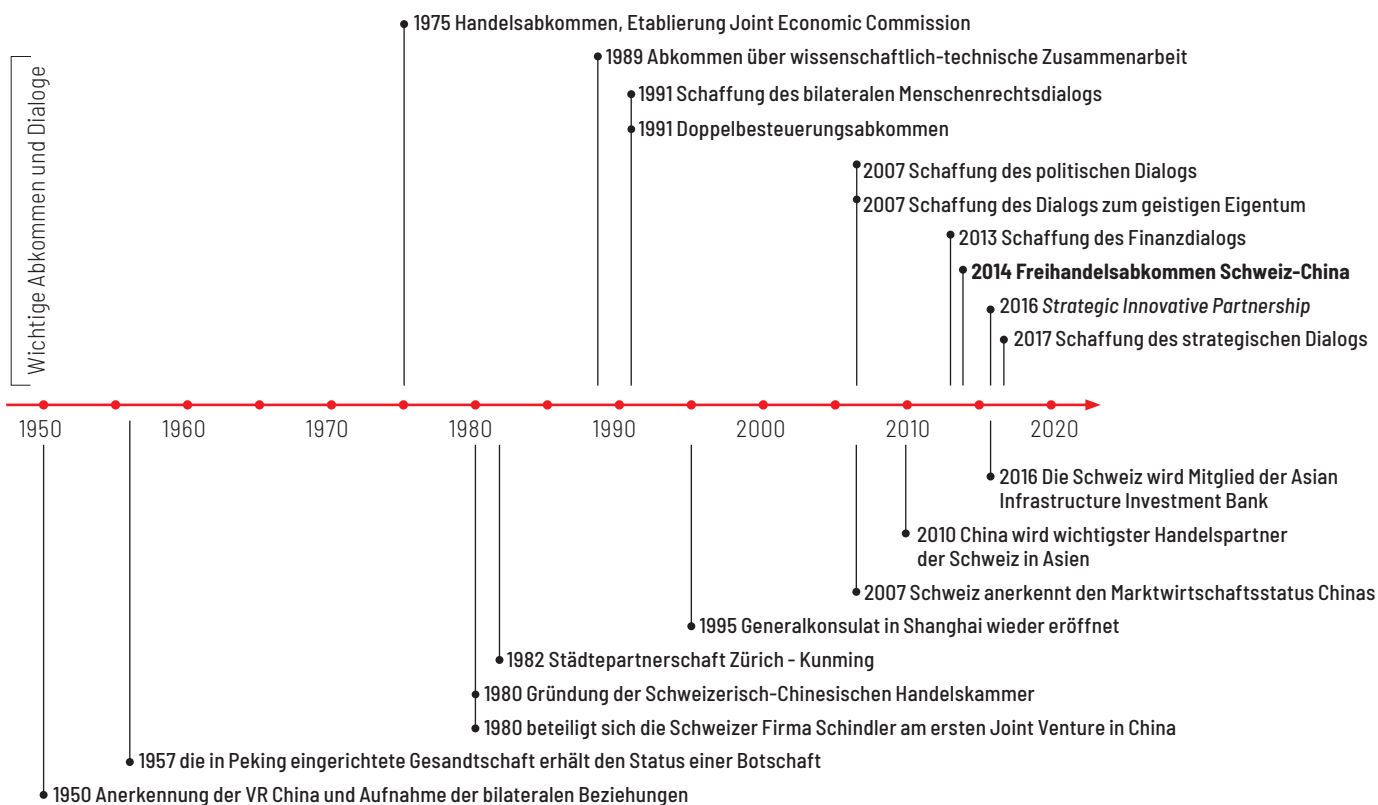 1975 Handelsabkommen, Etablierung Joint Economic Commission
1989 Abkommen über wissenschaftlich-technische Zusammenarbeit
1991 Schaffung des bilateralen Menschenrechtsdialogs
1991 Doppelbesteuerungsabkommen
2007 Schaffung des politischen Dialogs
2007 Schaffung des Dialogs zum geistigen Eigentum
2013 Schaffung des Finanzdialogs
2014 Freihandelsabkommen Schweiz-China
2016 Strategic Innovative Partnership
2017 Schaffung des strategischen Dialogs
Wichtige Abkommen und Dialoge
1950 1960 1970 1980 1990 2000 2010 2020
2016 Die Schweiz wird Mitglied der Asian
Infrastructure Investment Bank
2010 China wird wichtigster Handelspartner
der Schweiz in Asien
2007 Schweiz anerkennt den Marktwirtschaftsstatus Chinas
1995 Generalkonsulat in Shanghai wieder eröffnet
1982 Städtepartnerschaft Zürich - Kunming
1980 Gründung der Schweizerisch-Chinesischen Handelskammer
1980 beteiligt sich die Schweizer Firma Schindler am ersten Joint Venture in China
1957 die in Peking eingerichtete Gesandtschaft erhält den Status einer Botschaft
1950 Anerkennung der VR China und Aufnahme der bilateralen Beziehungen